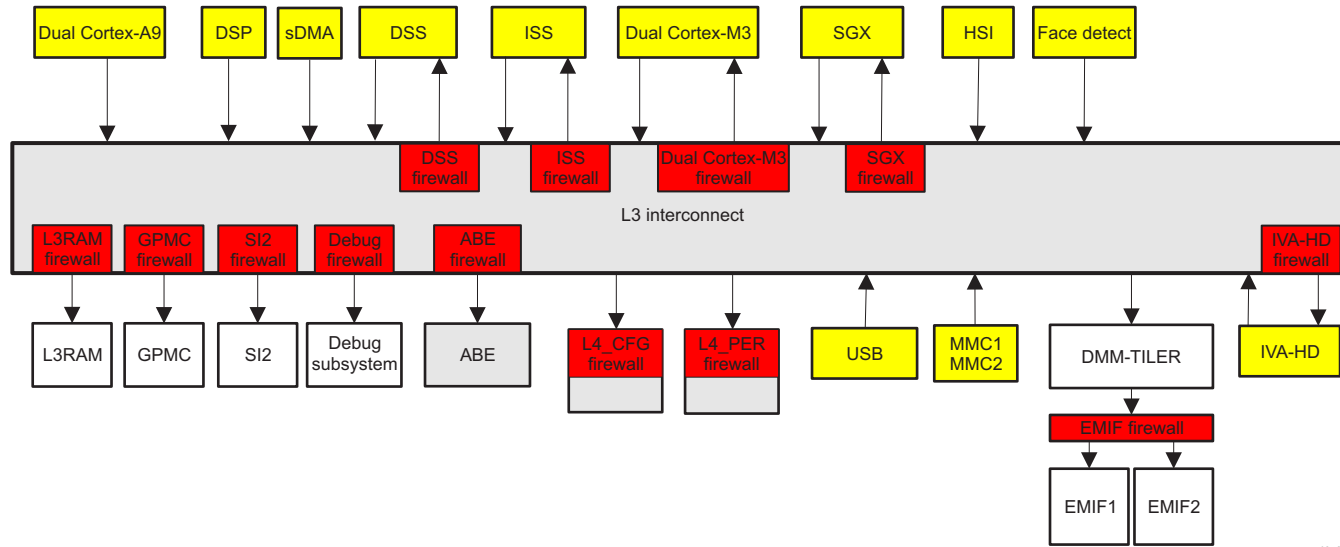 Dual Cortex-A9
DSP
sDMA
DSS
ISS
Dual Cortex-M3
SGX
HSI
Face detect
DSS
firewall
ISS
firewall
Dual Cortex-M3
firewall
SGX
firewall
L3 interconnect
L3RAM
firewall
GPMC
firewall
SI2
firewall
Debug
firewall
ABE
firewall
IVA-HD
firewall
L3RAM
GPMC
SI2
Debug
subsystem
ABE
L4_CFG
firewall
L4_PER
firewall
USB
MMC1
MMC2
DMM-TILER
IVA-HD
EMIF firewall
EMIF1
EMIF2